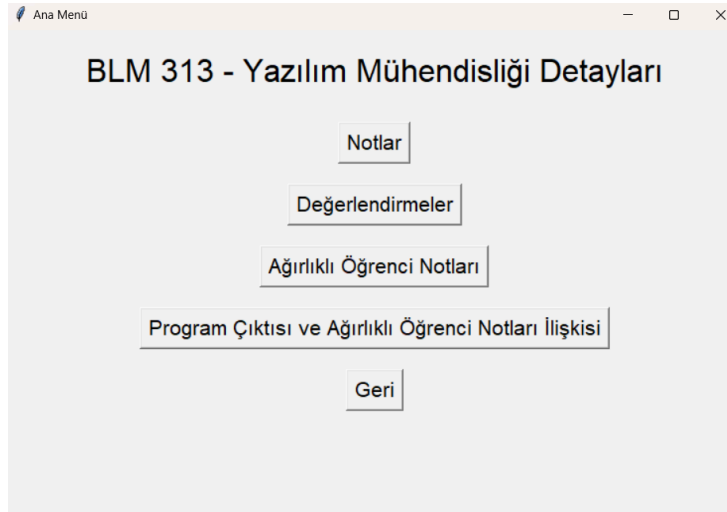 Ana Menü
BLM 313 - Yazılım Mühendisliği Detayları
Notlar
Değerlendirmeler
Ağırlıklı Öğrenci Notları
Program Çıktısı ve Ağırlıklı Öğrenci Notları İlişkisi
Geri